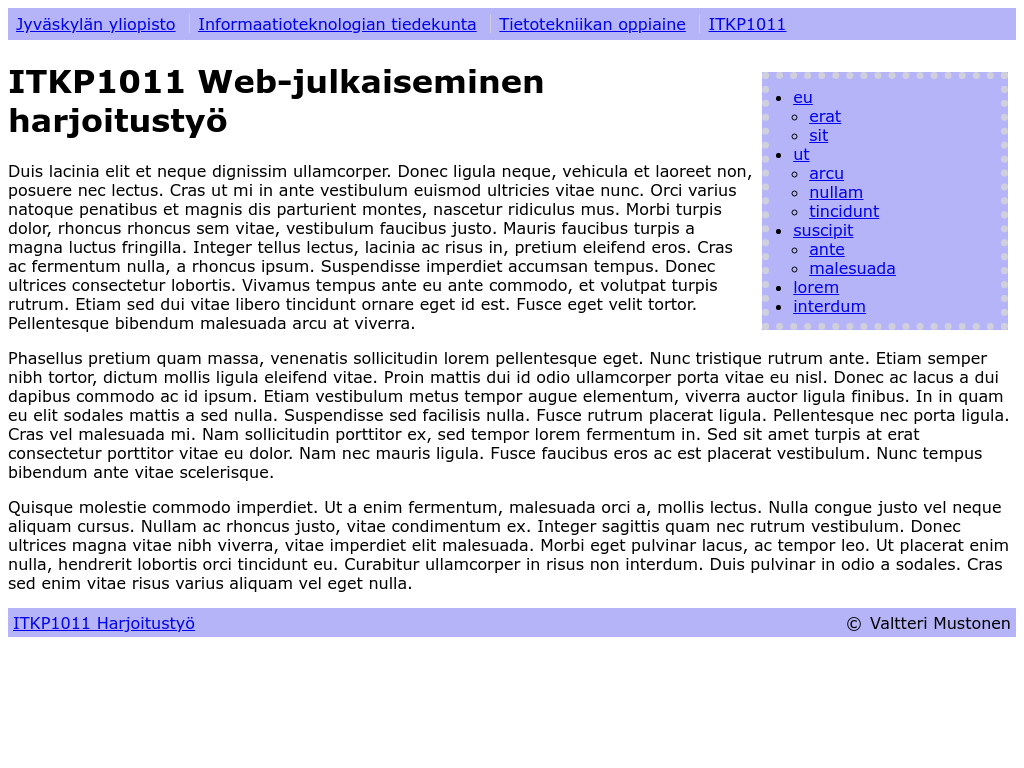 Jyväskylän yliopisto Informaatioteknologian tiedekunta Tietotekniikan oppiaine ITKP1011
ITKP1011 Web-julkaiseminen
harjoitustyö
eu
erat
sit
ut
arcu
nullam
tincidunt
suscipit
ante
malesuada
lorem
interdum
Duis lacinia elit et neque dignissim ullamcorper. Donec ligula neque, vehicula et laoreet non,
posuere nec lectus. Cras ut mi in ante vestibulum euismod ultricies vitae nunc. Orci varius
natoque penatibus et magnis dis parturient montes, nascetur ridiculus mus. Morbi turpis
dolor, rhoncus rhoncus sem vitae, vestibulum faucibus justo. Mauris faucibus turpis a
magna luctus fringilla. Integer tellus lectus, lacinia ac risus in, pretium eleifend eros. Cras
ac fermentum nulla, a rhoncus ipsum. Suspendisse imperdiet accumsan tempus. Donec
ultrices consectetur lobortis. Vivamus tempus ante eu ante commodo, et volutpat turpis
rutrum. Etiam sed dui vitae libero tincidunt ornare eget id est. Fusce eget velit tortor.
Pellentesque bibendum malesuada arcu at viverra.
Phasellus pretium quam massa, venenatis sollicitudin lorem pellentesque eget. Nunc tristique rutrum ante. Etiam semper
nibh tortor, dictum mollis ligula eleifend vitae. Proin mattis dui id odio ullamcorper porta vitae eu nisl. Donec ac lacus a dui
dapibus commodo ac id ipsum. Etiam vestibulum metus tempor augue elementum, viverra auctor ligula finibus. In in quam
eu elit sodales mattis a sed nulla. Suspendisse sed facilisis nulla. Fusce rutrum placerat ligula. Pellentesque nec porta ligula.
Cras vel malesuada mi. Nam sollicitudin porttitor ex, sed tempor lorem fermentum in. Sed sit amet turpis at erat
consectetur porttitor vitae eu dolor. Nam nec mauris ligula. Fusce faucibus eros ac est placerat vestibulum. Nunc tempus
bibendum ante vitae scelerisque.
Quisque molestie commodo imperdiet. Ut a enim fermentum, malesuada orci a, mollis lectus. Nulla congue justo vel neque
aliquam cursus. Nullam ac rhoncus justo, vitae condimentum ex. Integer sagittis quam nec rutrum vestibulum. Donec
ultrices magna vitae nibh viverra, vitae imperdiet elit malesuada. Morbi eget pulvinar lacus, ac tempor leo. Ut placerat enim
nulla, hendrerit lobortis orci tincidunt eu. Curabitur ullamcorper in risus non interdum. Duis pulvinar in odio a sodales. Cras
sed enim vitae risus varius aliquam vel eget nulla.
ITKP1011 Harjoitustyö © Valtteri Mustonen